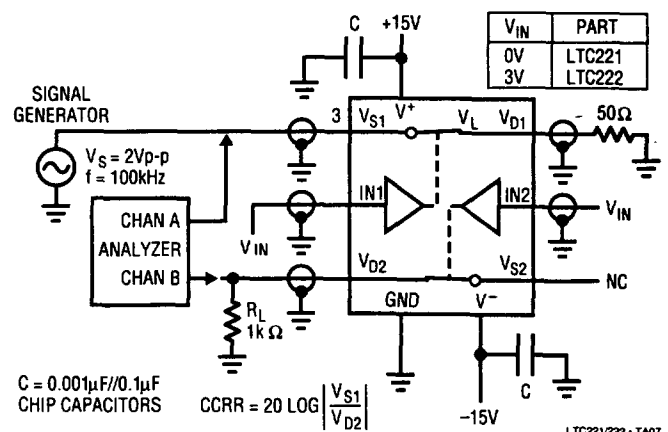 C
+15V
V_IN PART
0V LTC221
3V LTC222
SIGNAL
GENERATOR
3 V_S1 V+ V_L V_D1
50Ω
V_S = 2Vp-p
f = 100kHz
CHAN A
ANALYZER
CHAN B
V_IN
IN1
IN2
V_IN
V_D2
V_S2
NC
R_L
1kΩ
GND
V−
C
−15V
C = 0.001µF//0.1µF
CHIP CAPACITORS
CCRR = 20 LOG |V_S1/V_D2|
LTC221/222 • TA07